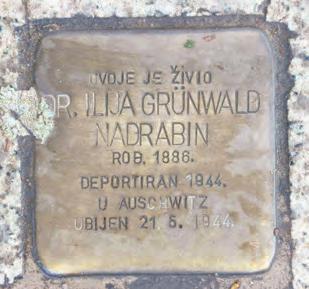 OVDJE JE ŽIVIO
DR. ILIJA GRÜNWALD
NADRABIN
ROĐ. 1886.
DEPORTIRAN 1944.
U AUSCHWITZ
UBIJEN 21. 5. 1944.